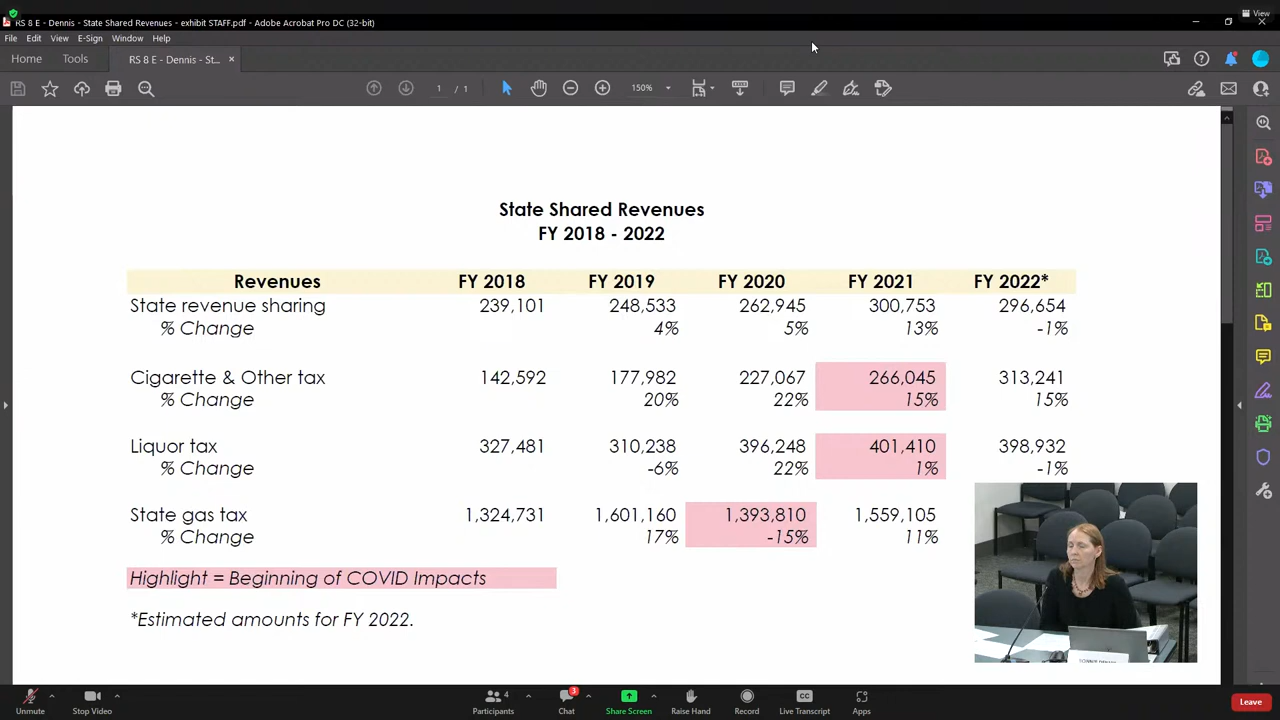 View
RS 8 E - Dennis - State Shared Revenues - exhibit STAFF.pdf - Adobe Acrobat Pro DC (32-bit)
File Edit View E-Sign Window Help
Home Tools RS 8 E - Dennis - St... ×
1 / 1 150%
State Shared Revenues
FY 2018 - 2022
Revenues FY 2018 FY 2019 FY 2020 FY 2021 FY 2022*
State revenue sharing 239,101 248,533 262,945 300,753 296,654
% Change 4% 5% 13% -1%
Cigarette & Other tax 142,592 177,982 227,067 266,045 313,241
% Change 20% 22% 15% 15%
Liquor tax 327,481 310,238 396,248 401,410 398,932
% Change -6% 22% 1% -1%
State gas tax 1,324,731 1,601,160 1,393,810 1,559,105
% Change 17% -15% 11%
Highlight = Beginning of COVID Impacts
*Estimated amounts for FY 2022.
4 3 CC
Unmute Stop Video Participants Chat Share Screen Raise Hand Record Live Transcript Apps Leave